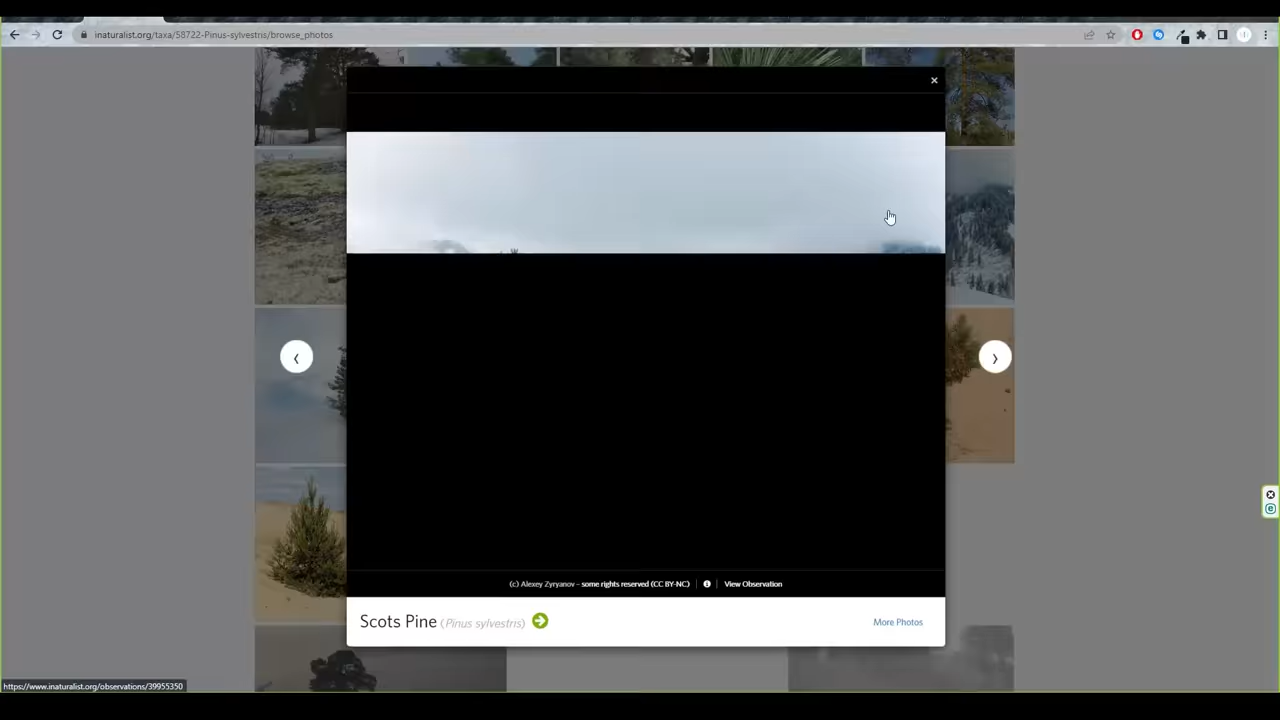 inaturalist.org/taxa/58722-Pinus-sylvestris/browse_photos
(c) Alexey Zyryanov – some rights reserved (CC BY-NC) | | View Observation
Scots Pine (Pinus sylvestris)
More Photos
https://www.inaturalist.org/observations/39955350